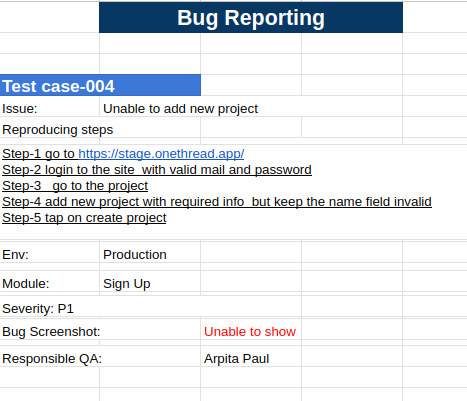 Bug Reporting
Test case-004
Issue: Unable to add new project
Reproducing steps
Step-1 go to https://stage.onethread.app/
Step-2 login to the site  with valid mail and password
Step-3   go to the project
Step-4 add new project with required info  but keep the name field invalid
Step-5 tap on create project
Env: Production
Module: Sign Up
Severity: P1
Bug Screenshot: Unable to show
Responsible QA: Arpita Paul